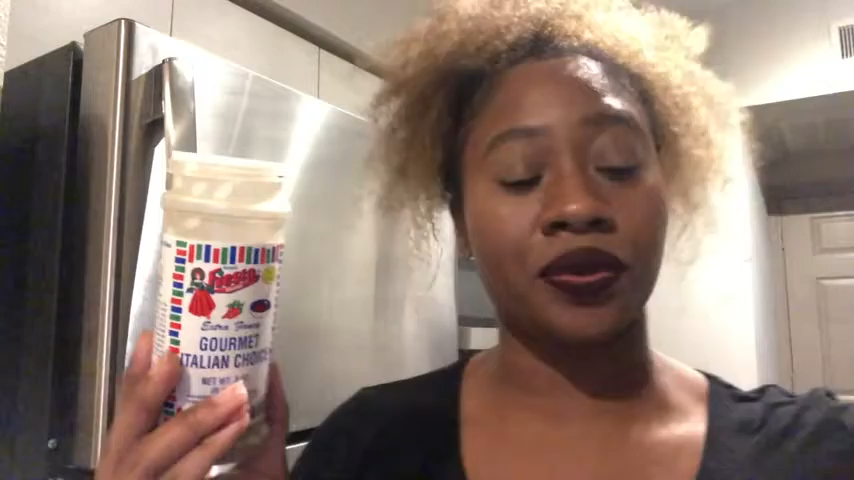 Fiesta
Extra Fancy
GOURMET
ITALIAN CHOICE
NET WT.